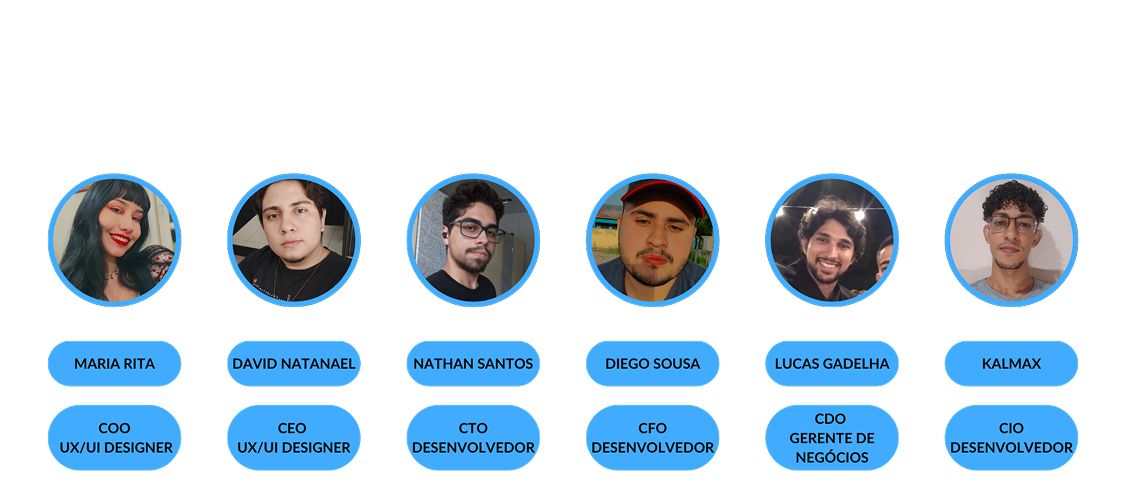 MARIA RITA
DAVID NATANAEL
NATHAN SANTOS
DIEGO SOUSA
LUCAS GADELHA
KALMAX
COO
UX/UI DESIGNER
CEO
UX/UI DESIGNER
CTO
DESENVOLVEDOR
CFO
DESENVOLVEDOR
CDO
GERENTE DE
NEGÓCIOS
CIO
DESENVOLVEDOR